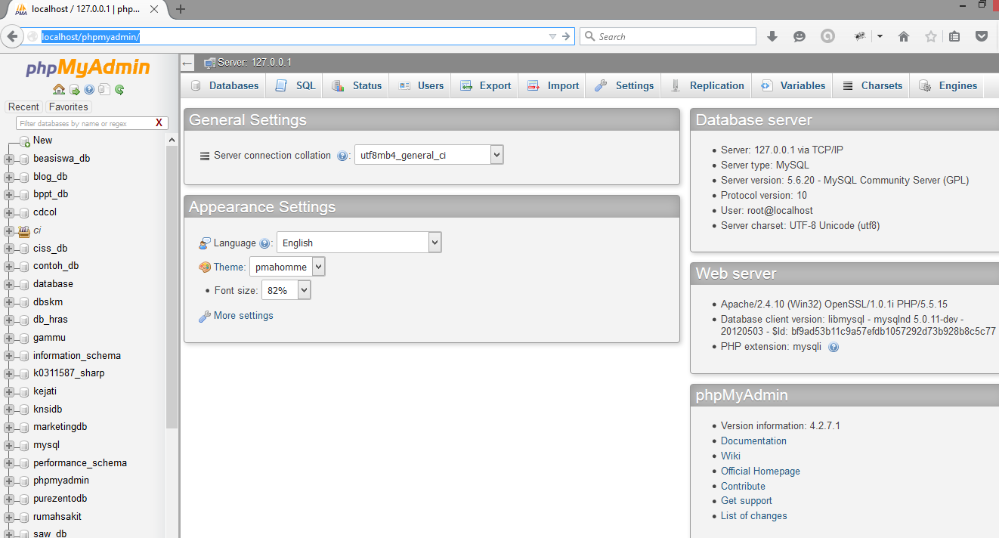 localhost / 127.0.0.1 | php...
localhost/phpmyadmin/
Search
phpMyAdmin
Recent Favorites
Filter databases by name or regex X
New
beasiswa_db
blog_db
bppt_db
cdcol
ci
ciss_db
contoh_db
database
dbskm
db_hras
gammu
information_schema
k0311587_sharp
kejati
knsidb
marketingdb
mysql
performance_schema
phpmyadmin
purezentodb
rumahsakit
saw_db
Server: 127.0.0.1
Databases SQL Status Users Export Import Settings Replication Variables Charsets Engines
General Settings
Server connection collation : utf8mb4_general_ci
Appearance Settings
Language : English
Theme: pmahomme
Font size: 82%
More settings
Database server
Server: 127.0.0.1 via TCP/IP
Server type: MySQL
Server version: 5.6.20 - MySQL Community Server (GPL)
Protocol version: 10
User: root@localhost
Server charset: UTF-8 Unicode (utf8)
Web server
Apache/2.4.10 (Win32) OpenSSL/1.0.1i PHP/5.5.15
Database client version: libmysql - mysqlnd 5.0.11-dev -
20120503 - $Id: bf9ad53b11c9a57efdb1057292d73b928b8c5c77
PHP extension: mysqli
phpMyAdmin
Version information: 4.2.7.1
Documentation
Wiki
Official Homepage
Contribute
Get support
List of changes